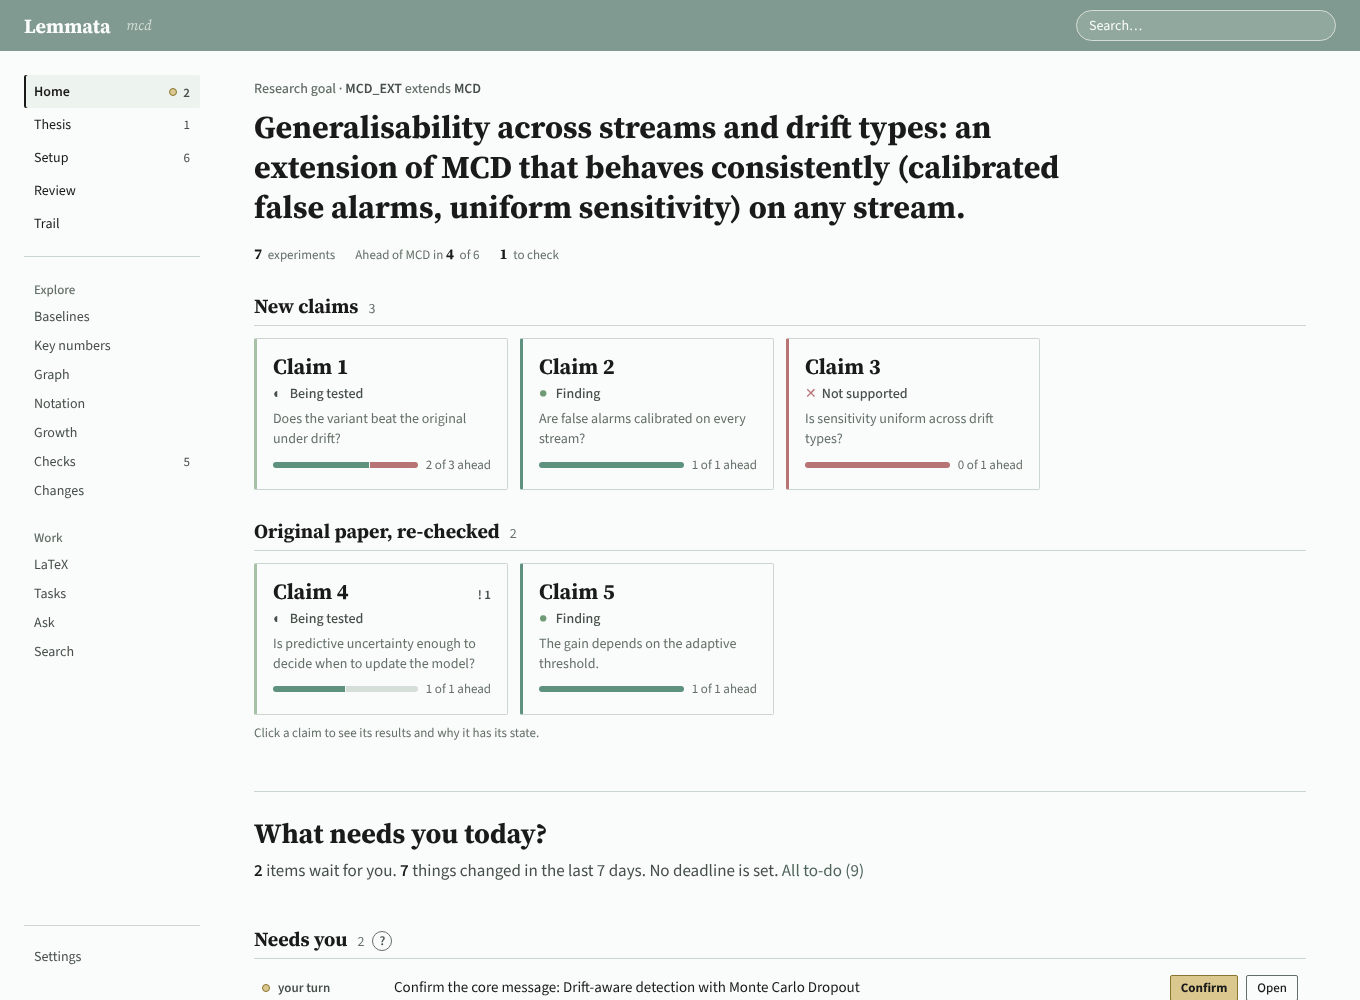 Lemmata mcd
Search…
Home 2
Thesis 1
Setup 6
Review
Trail
Explore
Baselines
Key numbers
Graph
Notation
Growth
Checks 5
Changes
Work
LaTeX
Tasks
Ask
Search
Settings
Research goal · MCD_EXT extends MCD
Generalisability across streams and drift types: an
extension of MCD that behaves consistently (calibrated
false alarms, uniform sensitivity) on any stream.
7 experiments Ahead of MCD in 4 of 6 1 to check
New claims 3
Claim 1
Being tested
Does the variant beat the original
under drift?
2 of 3 ahead
Claim 2
Finding
Are false alarms calibrated on every
stream?
1 of 1 ahead
Claim 3
Not supported
Is sensitivity uniform across drift
types?
0 of 1 ahead
Original paper, re-checked 2
Claim 4 ! 1
Being tested
Is predictive uncertainty enough to
decide when to update the model?
1 of 1 ahead
Claim 5
Finding
The gain depends on the adaptive
threshold.
1 of 1 ahead
Click a claim to see its results and why it has its state.
What needs you today?
2 items wait for you. 7 things changed in the last 7 days. No deadline is set. All to-do (9)
Needs you 2 ?
your turn Confirm the core message: Drift-aware detection with Monte Carlo Dropout Confirm Open